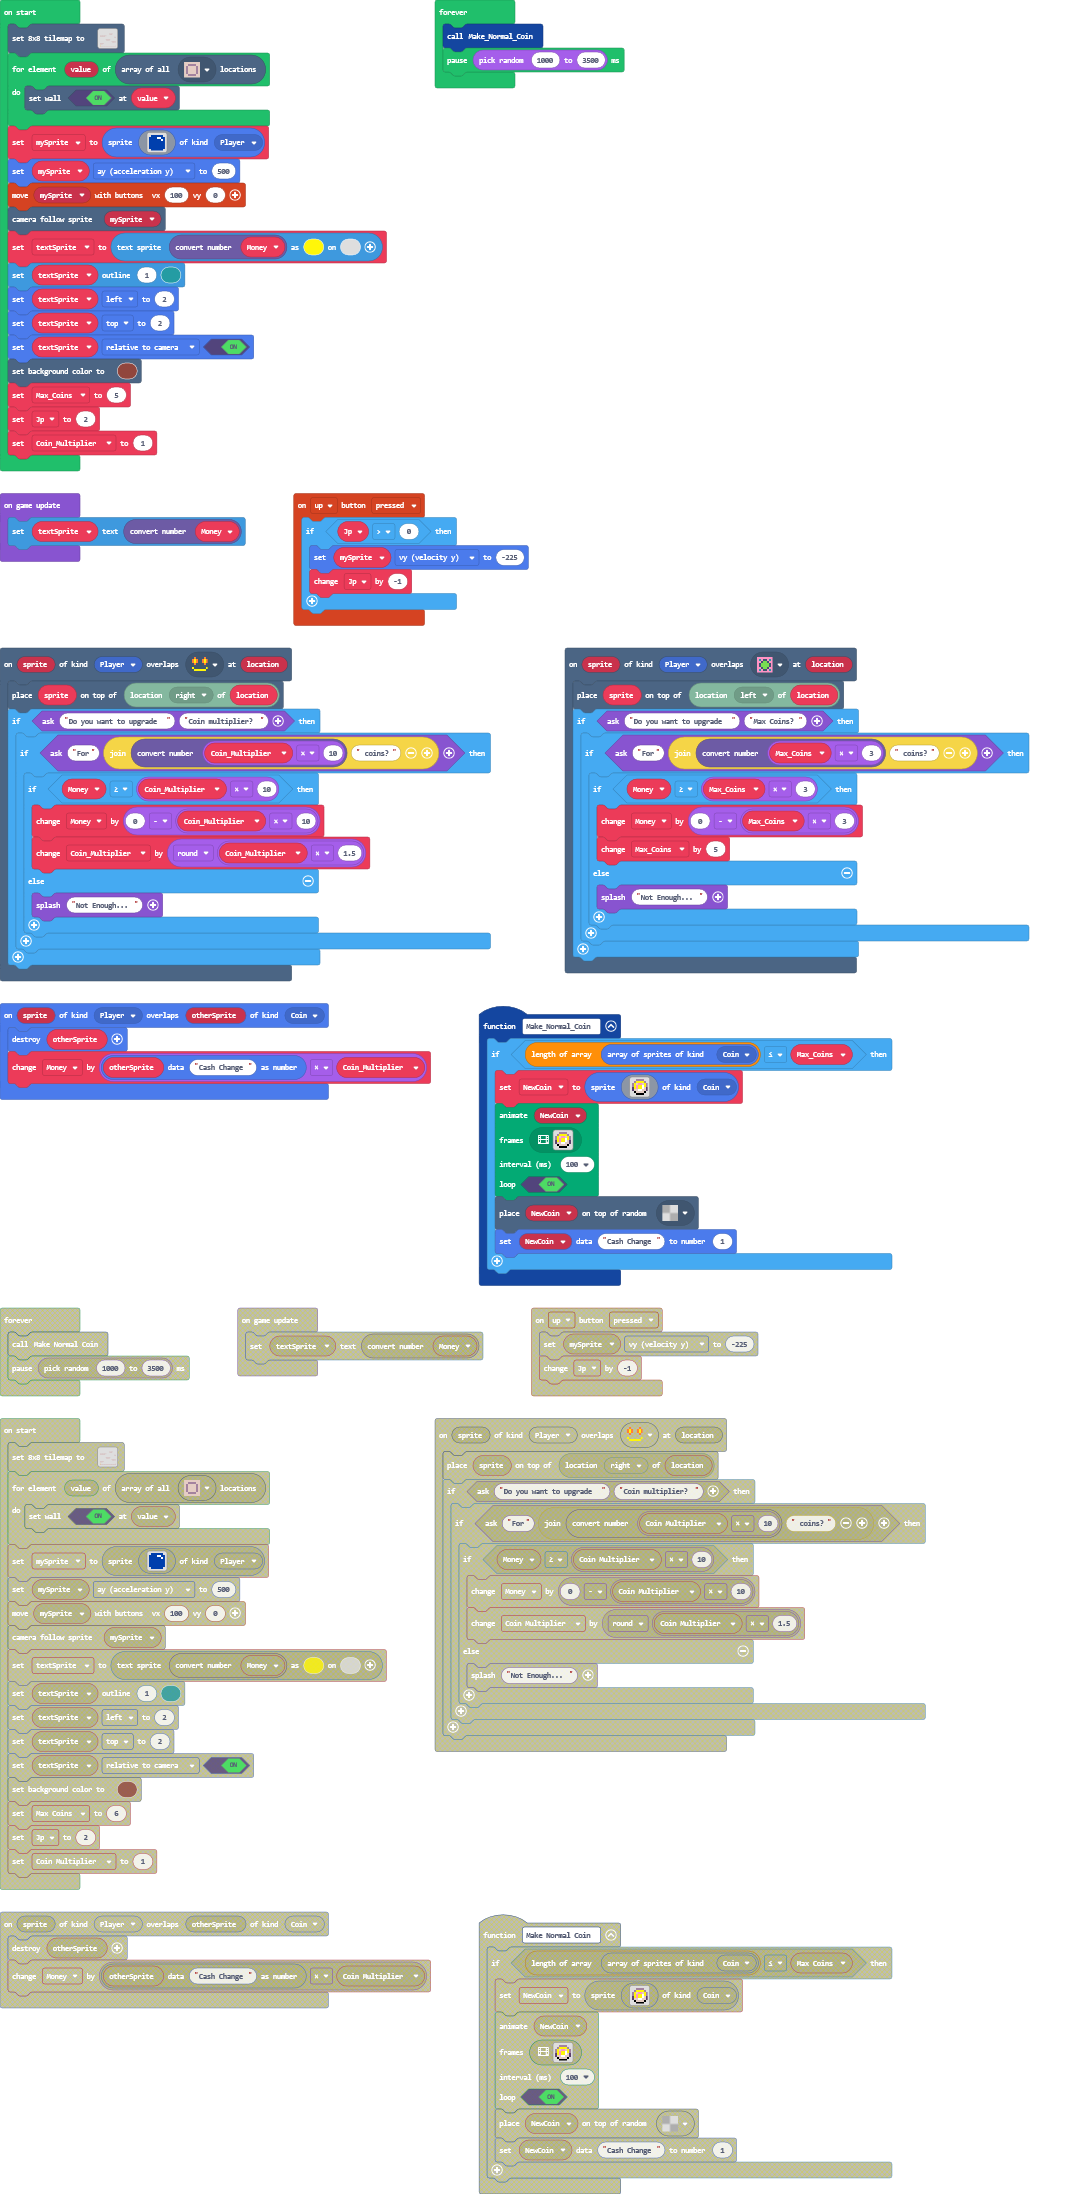 on start
set 8x8 tilemap to
for element value of array of all locations
do set wall ON at value
set mySprite to sprite of kind Player
set mySprite ay (acceleration y) to 500
move mySprite with buttons vx 100 vy 0
camera follow sprite mySprite
set textSprite to text sprite convert number Money as on
set textSprite outline 1
set textSprite left to 2
set textSprite top to 2
set textSprite relative to camera ON
set background color to
set Max_Coins to 5
set Jp to 2
set Coin_Multiplier to 1
forever
call Make_Normal_Coin
pause pick random 1000 to 3500 ms
on game update
set textSprite text convert number Money
on up button pressed
if Jp > 0 then
set mySprite vy (velocity y) to -225
change Jp by -1
on sprite of kind Player overlaps at location
place sprite on top of location right of location
if ask "Do you want to upgrade " "Coin multiplier? " then
if ask "For" join convert number Coin_Multiplier × 10 " coins?" then
if Money ≥ Coin_Multiplier × 10 then
change Money by 0 - Coin_Multiplier × 10
change Coin_Multiplier by round Coin_Multiplier × 1.5
else
splash "Not Enough... "
on sprite of kind Player overlaps at location
place sprite on top of location left of location
if ask "Do you want to upgrade " "Max Coins? " then
if ask "For" join convert number Max_Coins × 3 " coins?" then
if Money ≥ Max_Coins × 3 then
change Money by 0 - Max_Coins × 3
change Max_Coins by 5
else
splash "Not Enough... "
on sprite of kind Player overlaps otherSprite of kind Coin
destroy otherSprite
change Money by otherSprite data "Cash Change " as number × Coin_Multiplier
function Make_Normal_Coin
if length of array array of sprites of kind Coin ≤ Max_Coins then
set NewCoin to sprite of kind Coin
animate NewCoin
frames
interval (ms) 100
loop ON
place NewCoin on top of random
set NewCoin data "Cash Change " to number 1
forever
call Make Normal Coin
pause pick random 1000 to 3500 ms
on game update
set textSprite text convert number Money
on up button pressed
set mySprite vy (velocity y) to -225
change Jp by -1
on start
set 8x8 tilemap to
for element value of array of all locations
do set wall ON at value
set mySprite to sprite of kind Player
set mySprite ay (acceleration y) to 500
move mySprite with buttons vx 100 vy 0
camera follow sprite mySprite
set textSprite to text sprite convert number Money as on
set textSprite outline 1
set textSprite left to 2
set textSprite top to 2
set textSprite relative to camera ON
set background color to
set Max Coins to 6
set Jp to 2
set Coin Multiplier to 1
on sprite of kind Player overlaps at location
place sprite on top of location right of location
if ask "Do you want to upgrade " "Coin multiplier? " then
if ask "For" join convert number Coin Multiplier × 10 " coins?" then
if Money ≥ Coin Multiplier × 10 then
change Money by 0 - Coin Multiplier × 10
change Coin Multiplier by round Coin Multiplier × 1.5
else
splash "Not Enough... "
on sprite of kind Player overlaps otherSprite of kind Coin
destroy otherSprite
change Money by otherSprite data "Cash Change " as number × Coin Multiplier
function Make Normal Coin
if length of array array of sprites of kind Coin ≤ Max Coins then
set NewCoin to sprite of kind Coin
animate NewCoin
frames
interval (ms) 100
loop ON
place NewCoin on top of random
set NewCoin data "Cash Change " to number 1